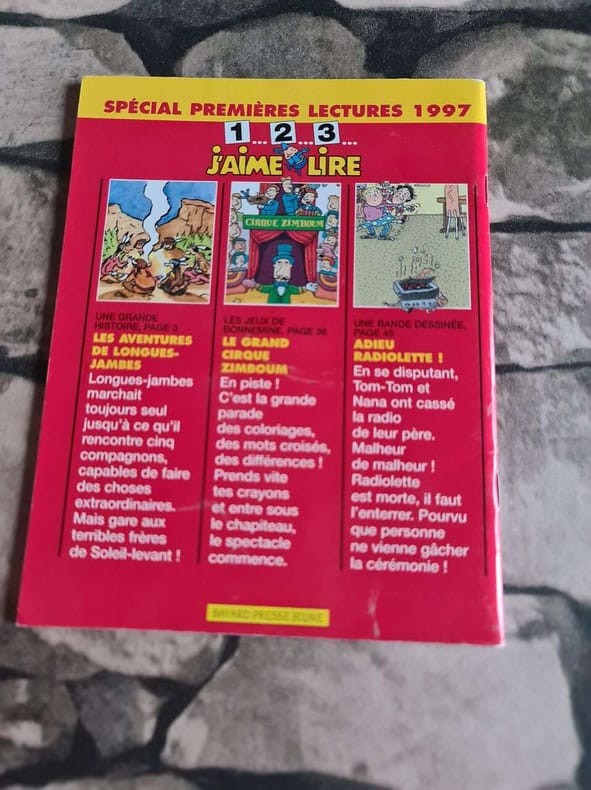 SPÉCIAL PREMIÈRES LECTURES 1997
1...2...3...
J'AIME LIRE
CIRQUE ZIMBOUM
UNE GRANDE
HISTOIRE, PAGE 3
LES AVENTURES
DE LONGUES-
JAMBES
Longues-jambes
marchait
toujours seul
jusqu'à ce qu'il
rencontre cinq
compagnons,
capables de faire
des choses
extraordinaires.
Mais gare aux
terribles frères
de Soleil-levant !
LES JEUX DE
BONNEMINE, PAGE 36
LE GRAND
CIRQUE
ZIMBOUM
En piste !
C'est la grande
parade
des coloriages,
des mots croisés,
des différences !
Prends vite
tes crayons
et entre sous
le chapiteau,
le spectacle
commence.
UNE BANDE DESSINÉE,
PAGE 45
ADIEU
RADIOLETTE !
En se disputant,
Tom-Tom et
Nana ont cassé
la radio
de leur père.
Malheur
de malheur !
Radiolette
est morte, il faut
l'enterrer. Pourvu
que personne
ne vienne gâcher
la cérémonie !
BAYARD PRESSE JEUNE